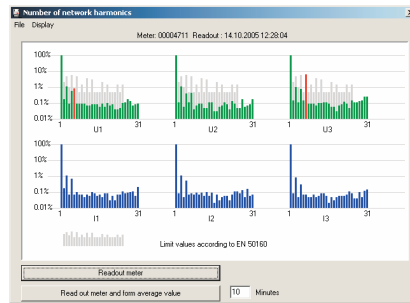 Number of network harmonics
File Display
Meter: 00004711 Readout : 14.10.2005 12:28:04
100%
10%
1%
0.1%
0.01%
1 31 1 31 1 31
U1 U2 U3
100%
10%
1%
0.1%
0.01%
1 31 1 31 1 31
I1 I2 I3
Limit values according to EN 50160
Readout meter
Read out meter and form average value 10 Minutes